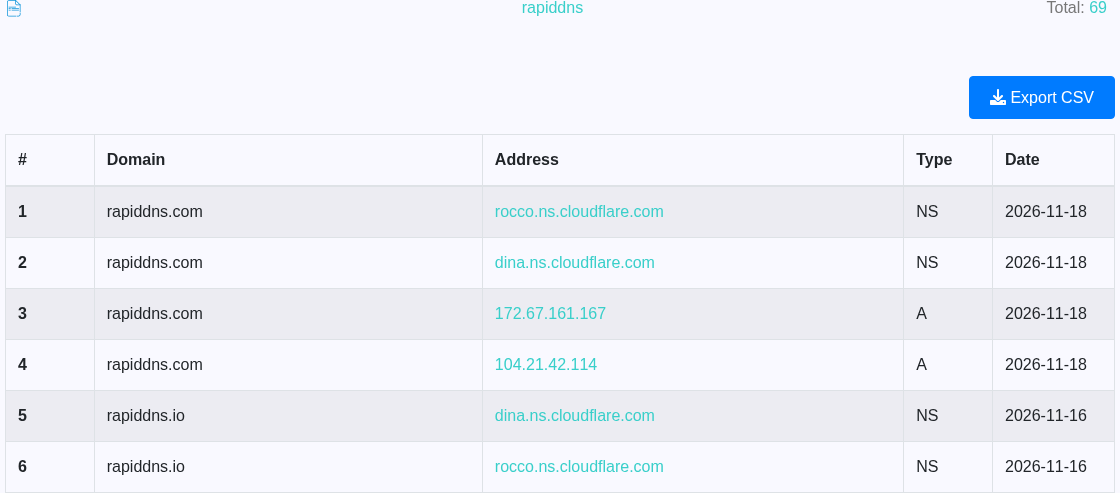 rapiddns Total: 69
Export CSV
# Domain Address Type Date
1 rapiddns.com rocco.ns.cloudflare.com NS 2026-11-18
2 rapiddns.com dina.ns.cloudflare.com NS 2026-11-18
3 rapiddns.com 172.67.161.167 A 2026-11-18
4 rapiddns.com 104.21.42.114 A 2026-11-18
5 rapiddns.io dina.ns.cloudflare.com NS 2026-11-16
6 rapiddns.io rocco.ns.cloudflare.com NS 2026-11-16